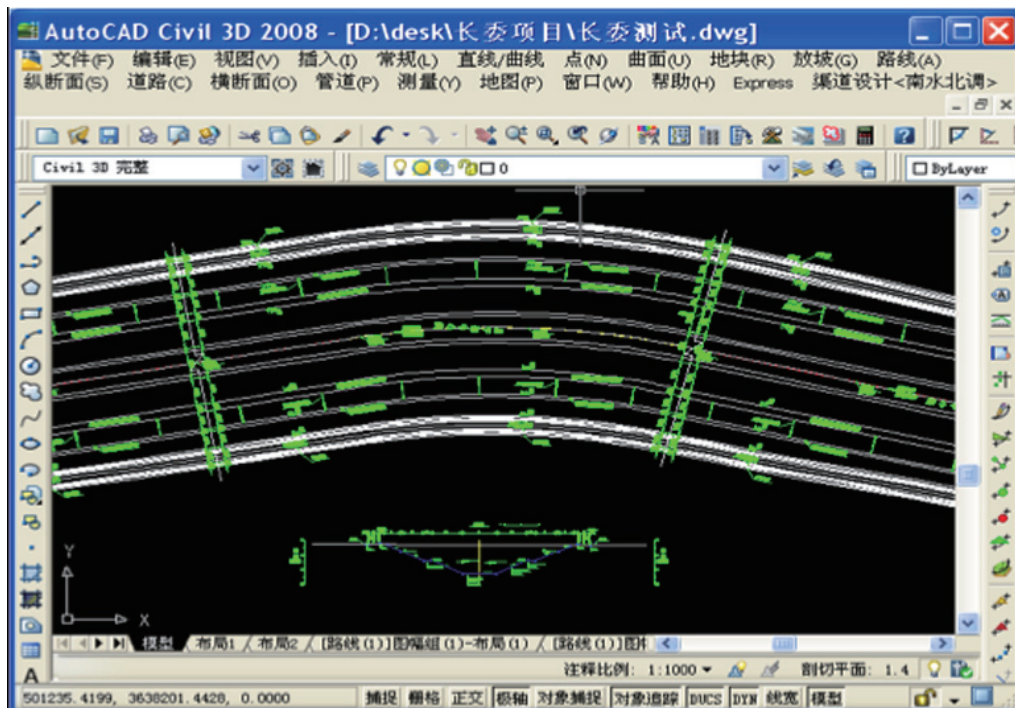 AutoCAD Civil 3D 2008 - [D:\desk\长委项目\长委测试.dwg]
文件(F) 编辑(E) 视图(V) 插入(I) 常规(L) 直线/曲线 点(N) 曲面(U) 地块(R) 放坡(G) 路线(A)
纵断面(S) 道路(C) 横断面(O) 管道(P) 测量(Y) 地图(P) 窗口(W) 帮助(H) Express 渠道设计<南水北调>
Civil 3D 完整 0 ByLayer
Y
X
模型 布局1 布局2 [路线(1)]图幅组(1)-布局(1) [路线(1)]图
注释比例: 1:1000 剖切平面: 1.4
501235.4199, 3638201.4428, 0.0000 捕捉 栅格 正交 极轴 对象捕捉 对象追踪 DUCS DYN 线宽 模型